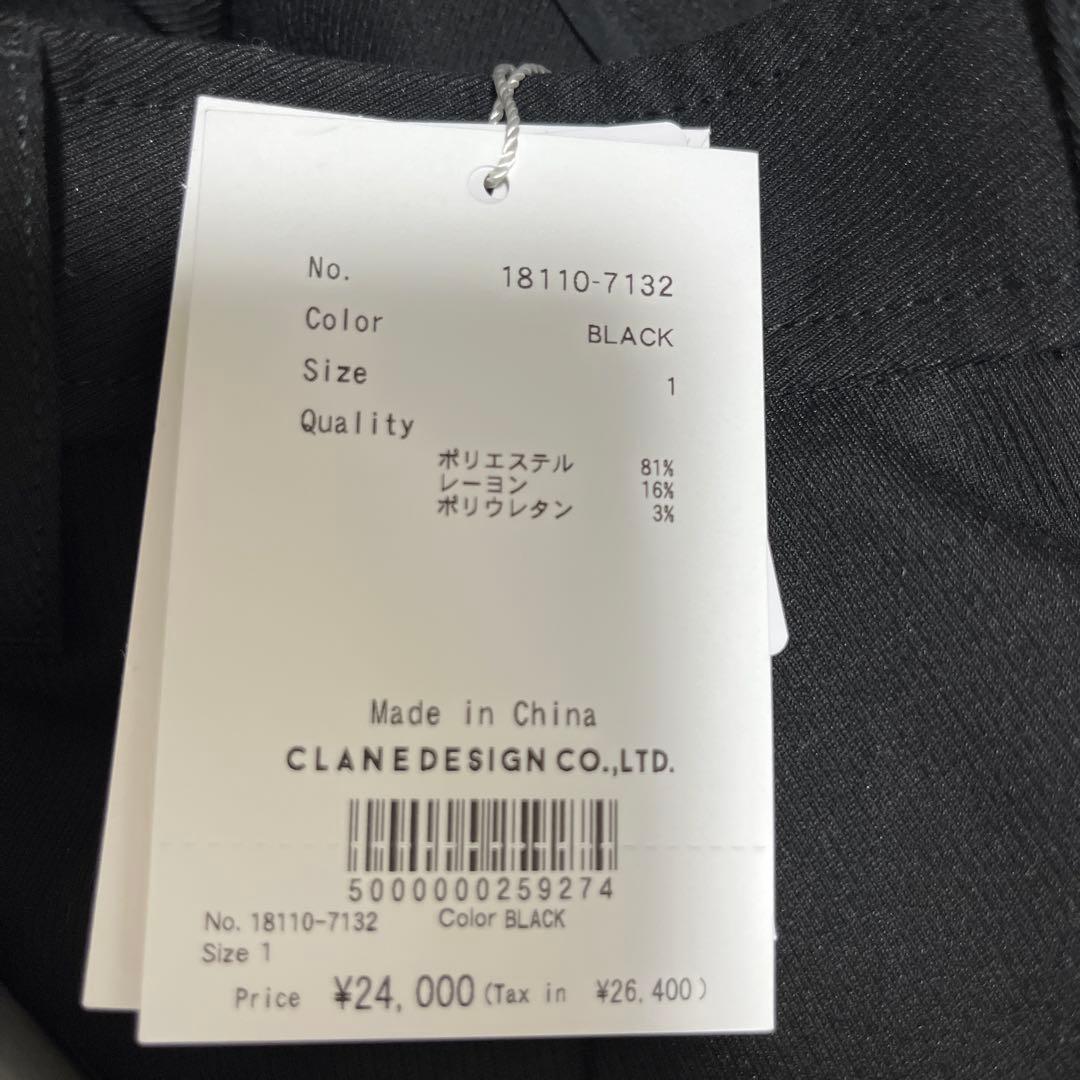 No. 18110-7132
Color BLACK
Size 1
Quality
ポリエステル 81%
レーヨン 16%
ポリウレタン 3%
Made in China
CLANE DESIGN CO.,LTD.
5000000259274
No. 18110-7132 Color BLACK
Size 1
Price ¥24,000 (Tax in ¥26,400)